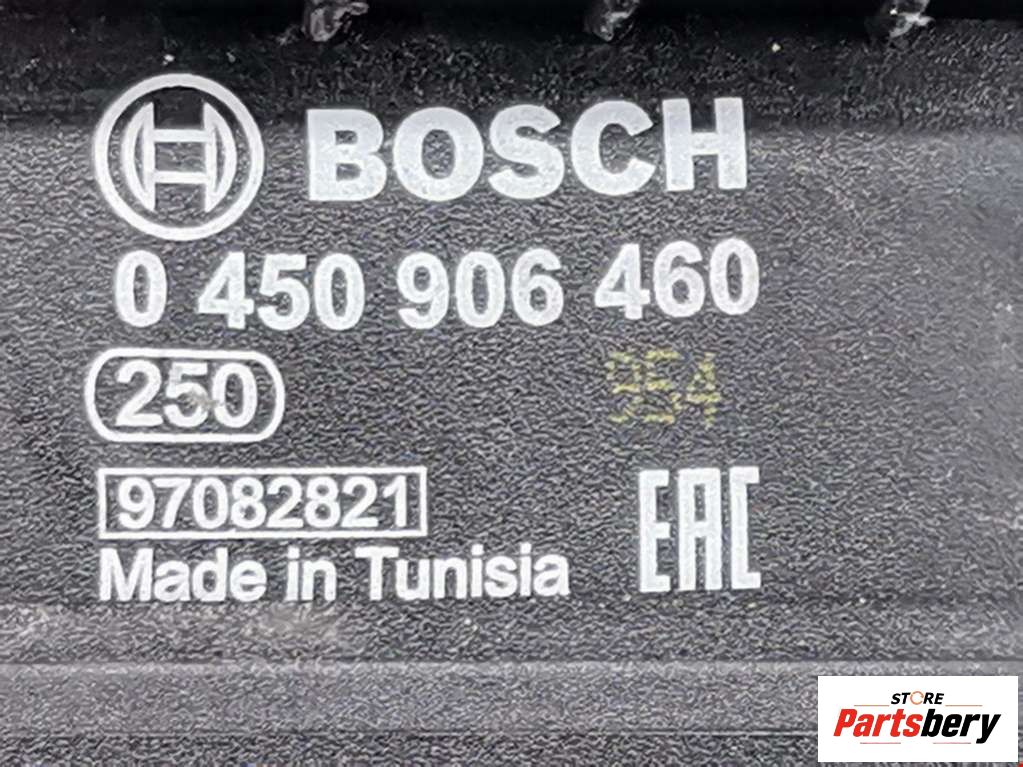 BOSCH
0 450 906 460
250
954
97082821
EAC
Made in Tunisia
STORE
Partsbery